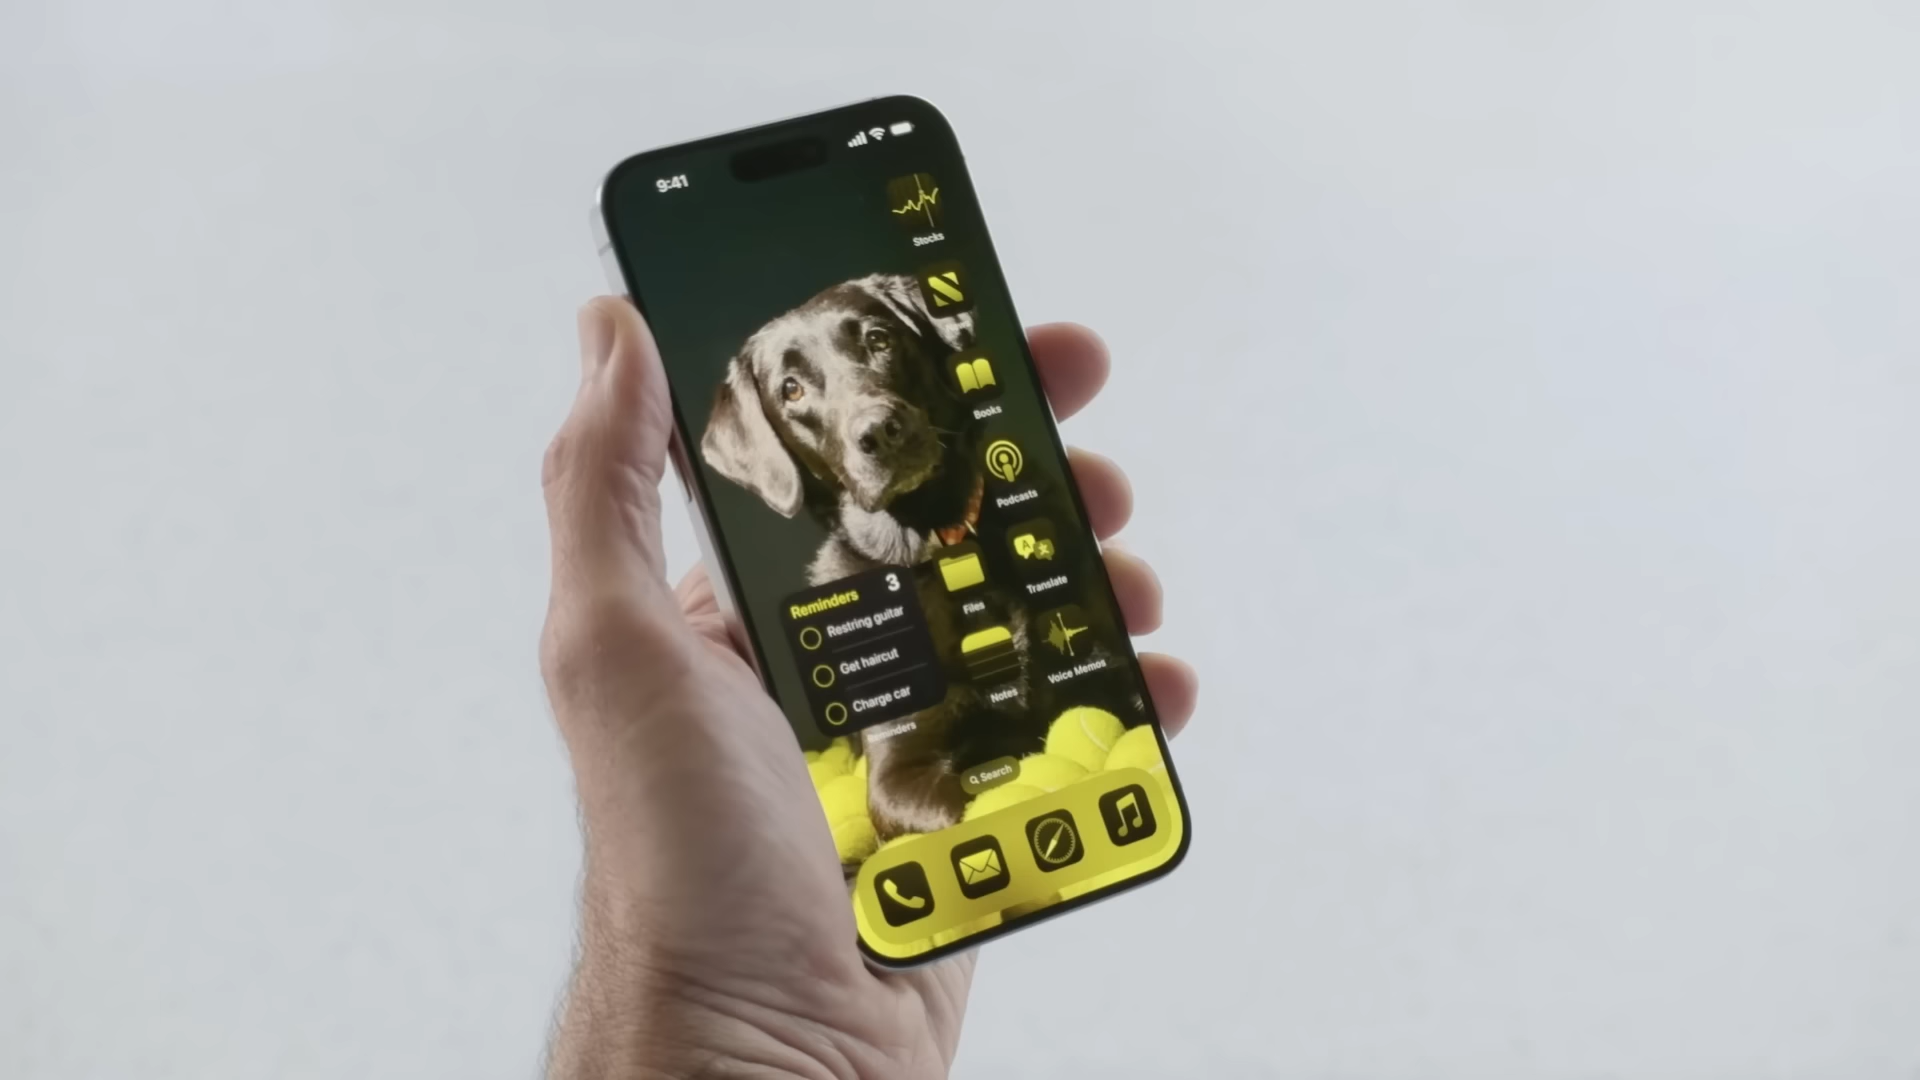 9:41
Stocks
Books
Podcasts
Reminders 3
Restring guitar
Get haircut
Charge car
Reminders
Files
Translate
Notes
Voice Memos
Search